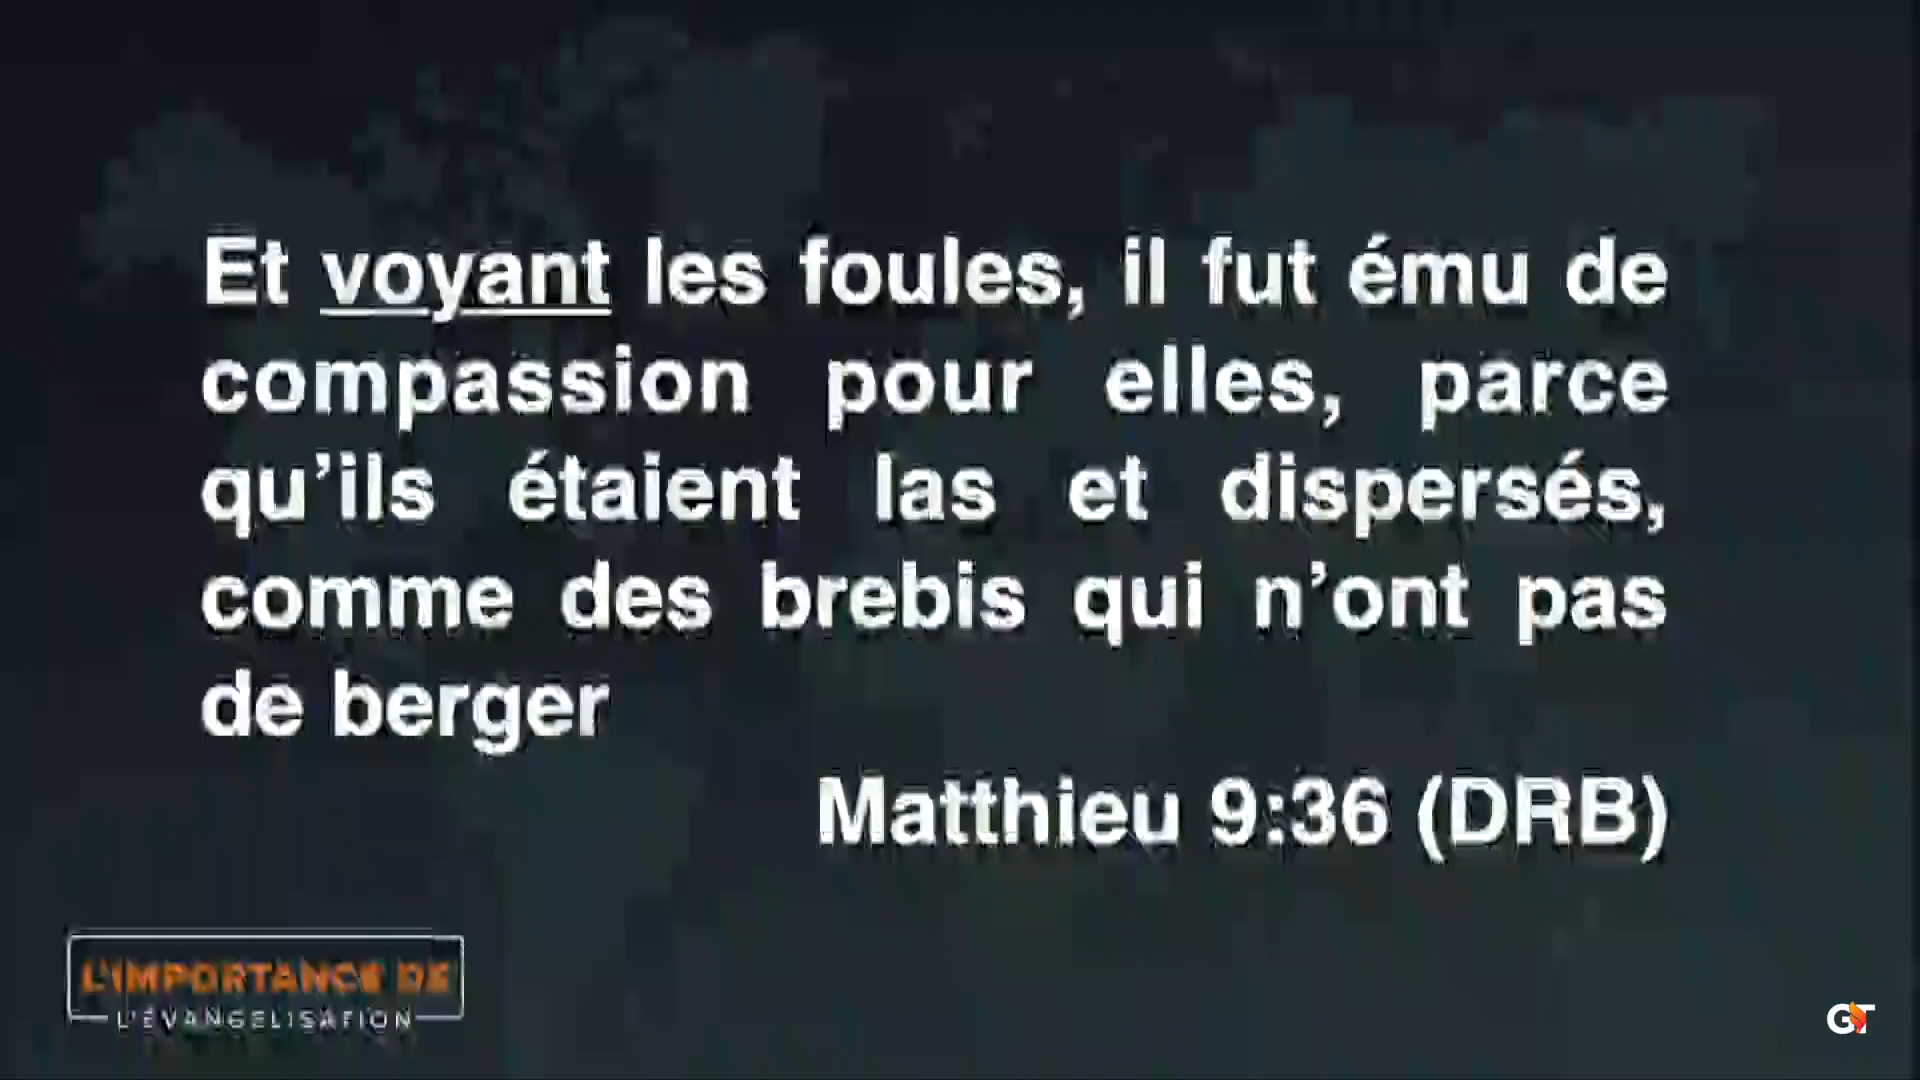 Et voyant les foules, il fut ému de
compassion pour elles, parce
qu’ils étaient las et dispersés,
comme des brebis qui n’ont pas
de berger
Matthieu 9:36 (DRB)
L'IMPORTANCE DE
L'ÉVANGELISATION
GT